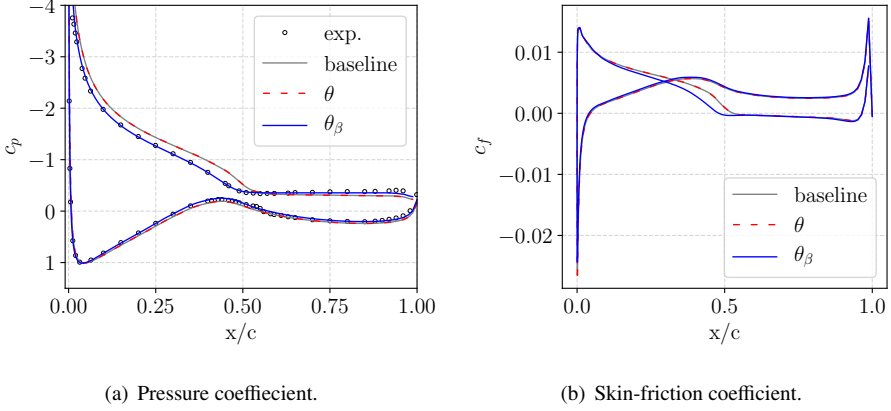 −4
−3
−2
−1
0
1
c_p
0.00
0.25
0.50
0.75
1.00
x/c
exp.
baseline
θ
θ_β
(a) Pressure coeffiecient.
0.01
0.00
−0.01
−0.02
c_f
0.0
0.5
1.0
x/c
baseline
θ
θ_β
(b) Skin-friction coefficient.